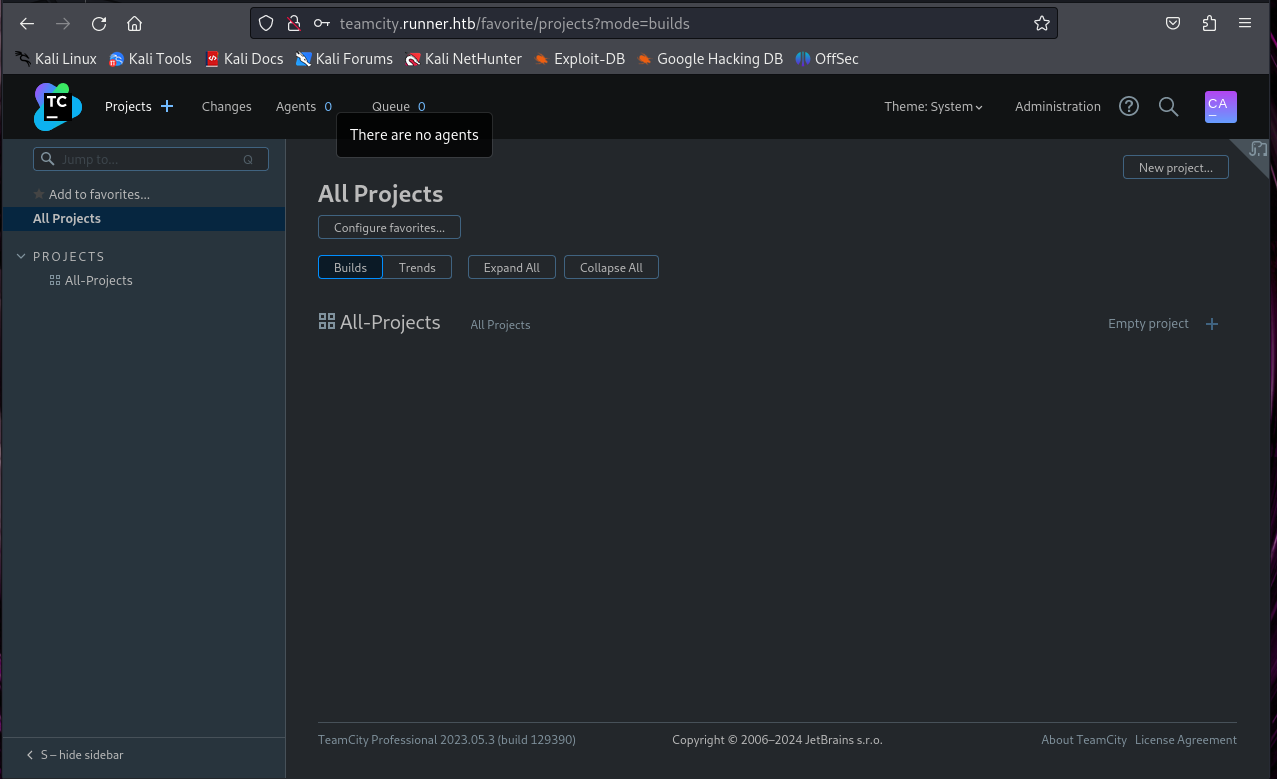 teamcity.runner.htb/favorite/projects?mode=builds
Kali Linux Kali Tools Kali Docs Kali Forums Kali NetHunter Exploit-DB Google Hacking DB OffSec
TC Projects Changes Agents 0 Queue 0 Theme: System Administration CA
There are no agents
Jump to... Q
New project...
Add to favorites...
All Projects
All Projects
Configure favorites...
PROJECTS
Builds Trends Expand All Collapse All
All-Projects
All-Projects All Projects Empty project
TeamCity Professional 2023.05.3 (build 129390) Copyright © 2006–2024 JetBrains s.r.o. About TeamCity License Agreement
S – hide sidebar